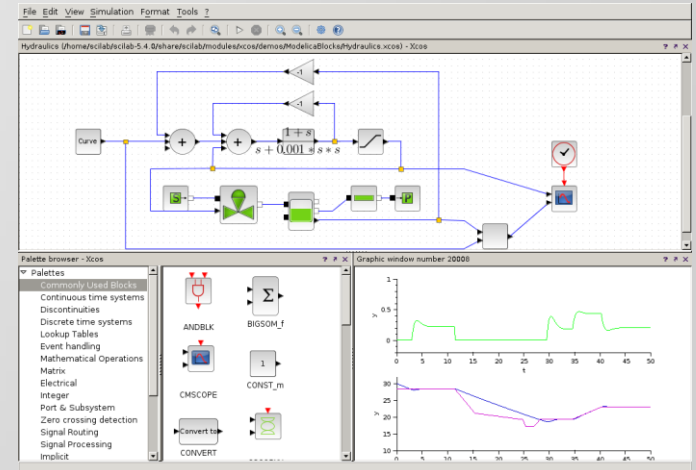 File Edit View Simulation Format Tools ?
Hydraulics (/home/scilab/scilab-5.4.0/share/scilab/modules/xcos/demos/ModelicaBlocks/Hydraulics.xcos) - Xcos
? ↗ ×
-1
-1
Curve
+
+
1+s
s+0.001*s*s
S
P
Palette browser - Xcos
? ↗ ×
Palettes
Commonly Used Blocks
Continuous time systems
Discontinuities
Discrete time systems
Lookup Tables
Event handling
Mathematical Operations
Matrix
Electrical
Integer
Port & Subsystem
Zero crossing detection
Signal Routing
Signal Processing
Implicit
Σ
ANDBLK
BIGSOM_f
1
CMSCOPE
CONST_m
Convert to
CONVERT
Graphic window number 20008
? ↗ ×
1
0.5
y
0
0 5 10 15 20 25 30 35 40 45 50
t
30
25
y
20
15
10
0 5 10 15 20 25 30 35 40 45 50